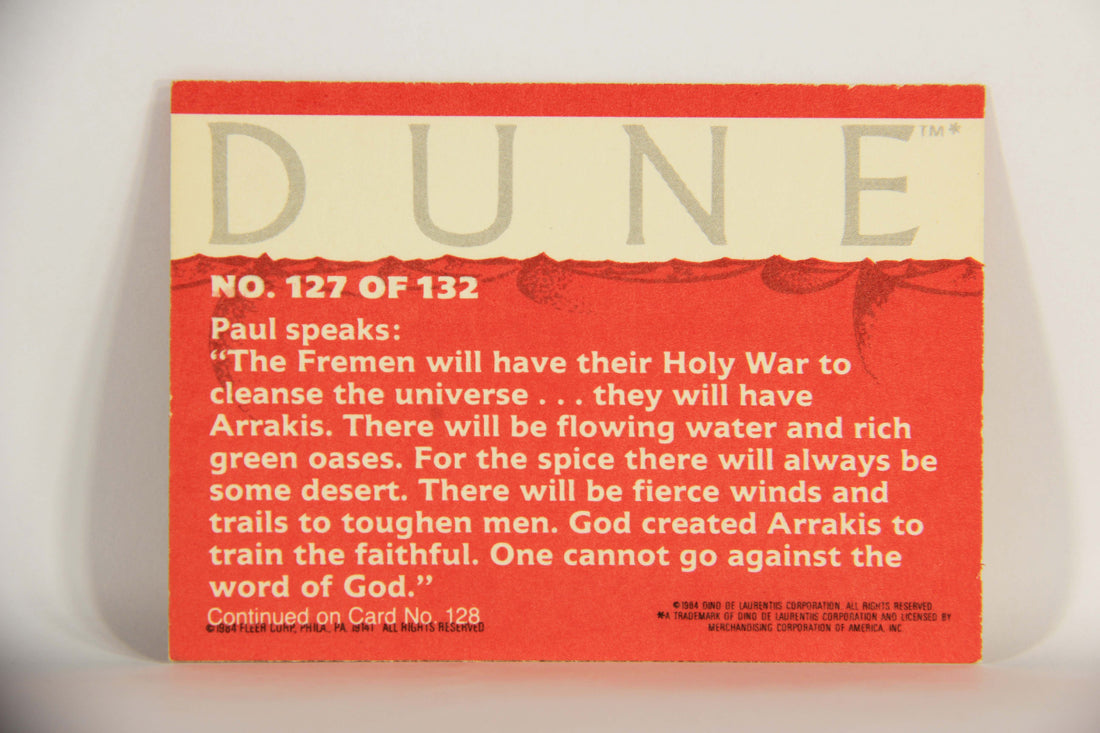 DUNE™*
NO. 127 OF 132
Paul speaks:
“The Fremen will have their Holy War to
cleanse the universe . . . they will have
Arrakis. There will be flowing water and rich
green oases. For the spice there will always be
some desert. There will be fierce winds and
trails to toughen men. God created Arrakis to
train the faithful. One cannot go against the
word of God.”
Continued on Card No. 128
©1984 FLEER CORP., PHILA., PA. 19141 ALL RIGHTS RESERVED
©1984 DINO DE LAURENTIIS CORPORATION. ALL RIGHTS RESERVED.
*A TRADEMARK OF DINO DE LAURENTIIS CORPORATION AND LICENSED BY
MERCHANDISING CORPORATION OF AMERICA, INC.